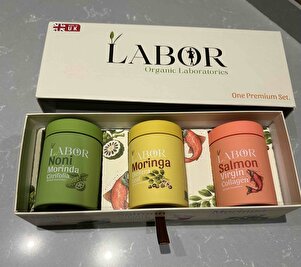 UK
LABOR
Organic Laboratories
One Premium Set.
LABOR
Noni
Morinda
Citrifolia
LABOR
Moringa
LABOR
Salmon
Virgin
Collagen